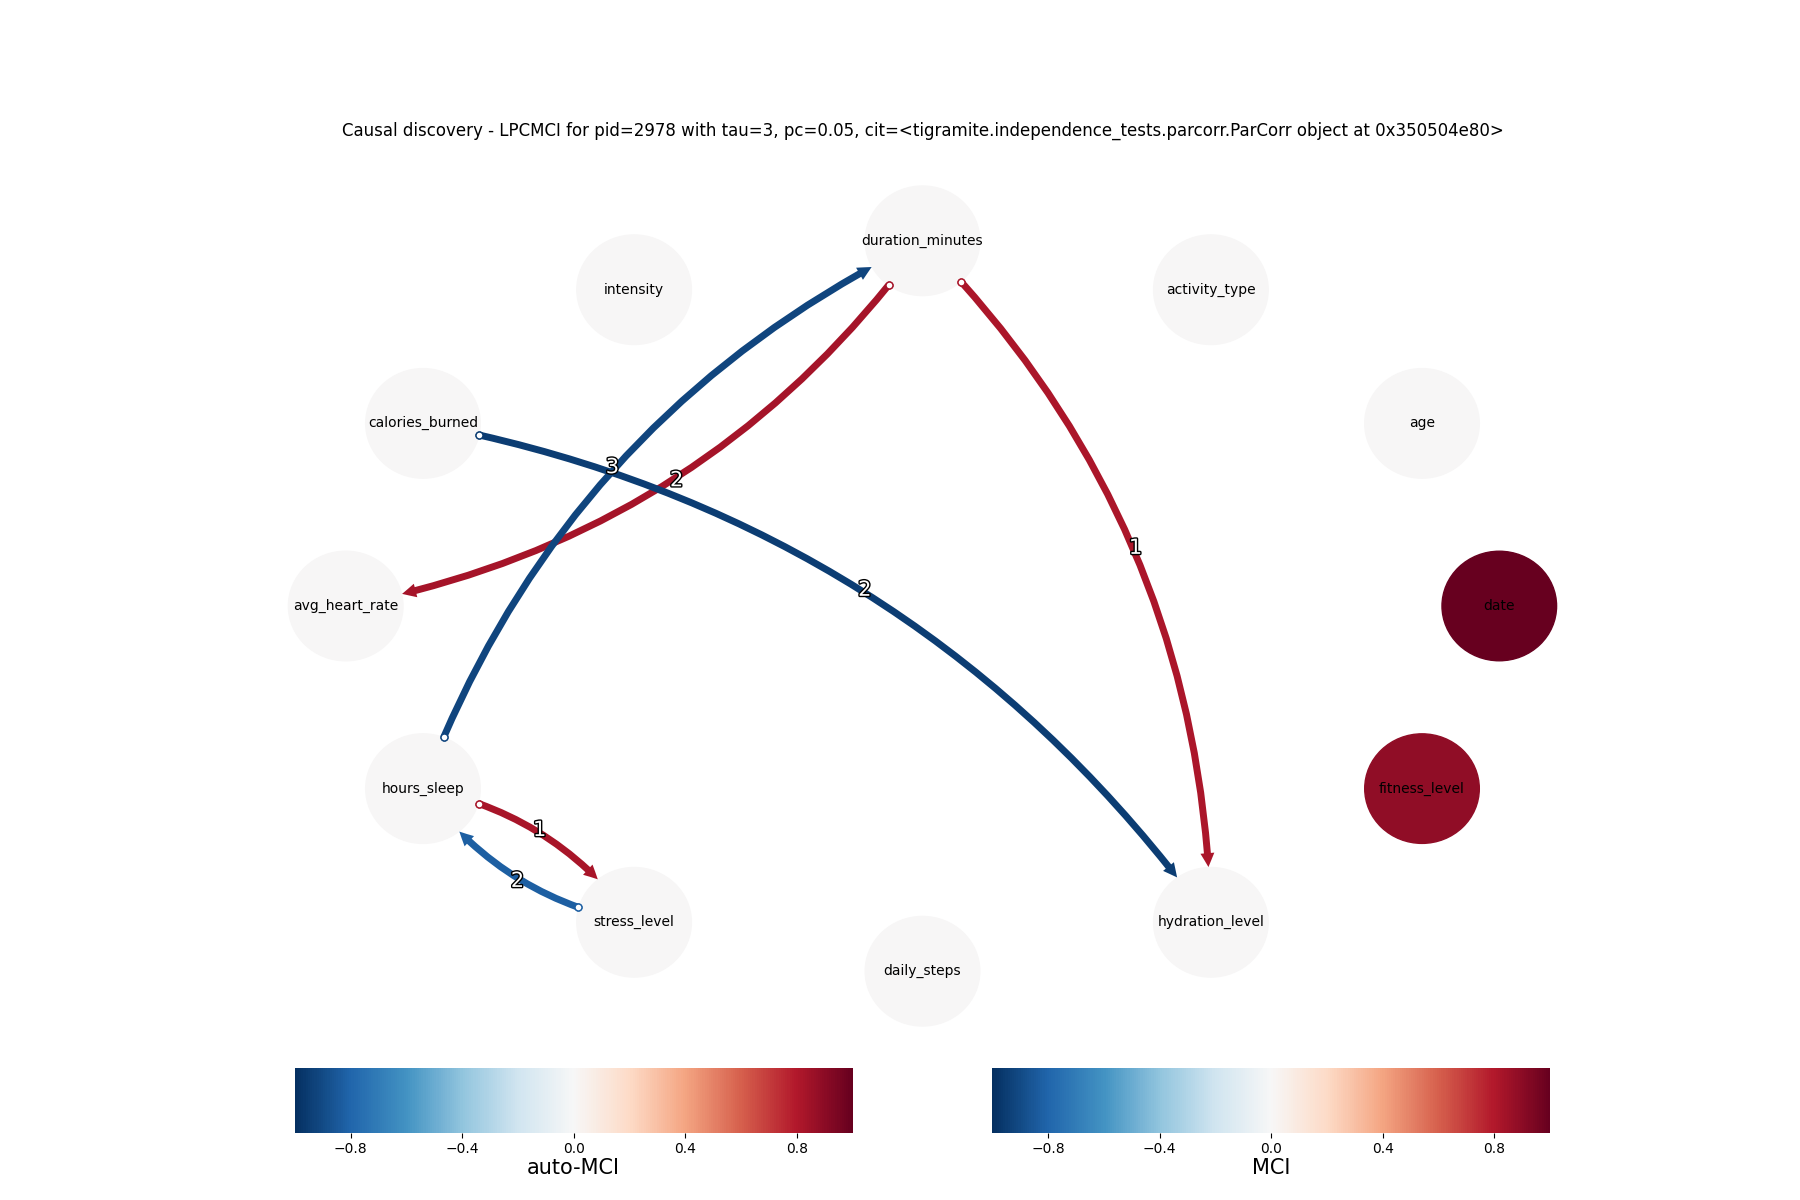 Causal discovery - LPCMCI for pid=2978 with tau=3, pc=0.05, cit=<tigramite.independence_tests.parcorr.ParCorr object at 0x350504e80>
duration_minutes
intensity
activity_type
calories_burned
age
3
2
1
2
avg_heart_rate
date
hours_sleep
fitness_level
1
2
stress_level
hydration_level
daily_steps
−0.8 −0.4 0.0 0.4 0.8
auto-MCI
−0.8 −0.4 0.0 0.4 0.8
MCI